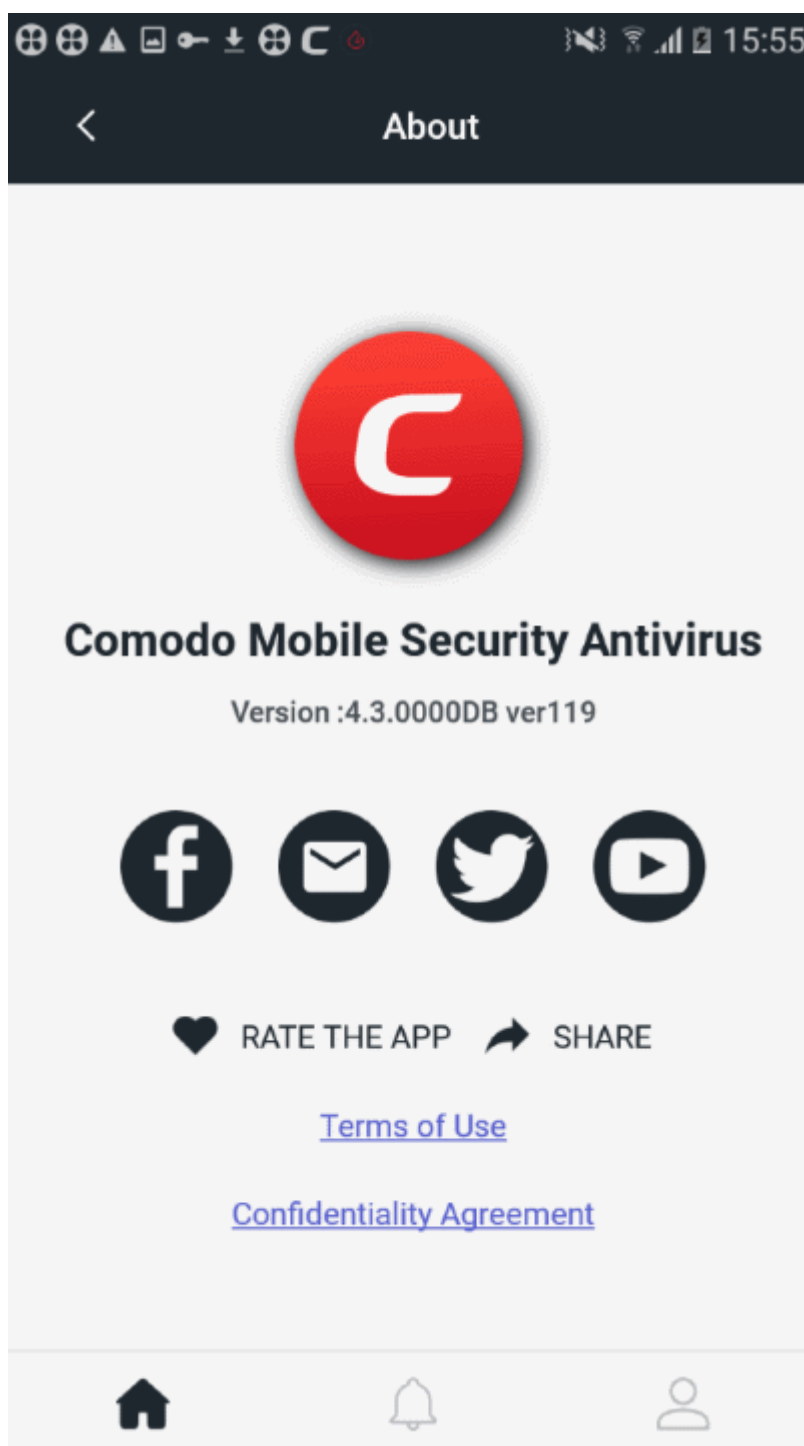 15:55
About
Comodo Mobile Security Antivirus
Version :4.3.0000DB ver119
RATE THE APP SHARE
Terms of Use
Confidentiality Agreement